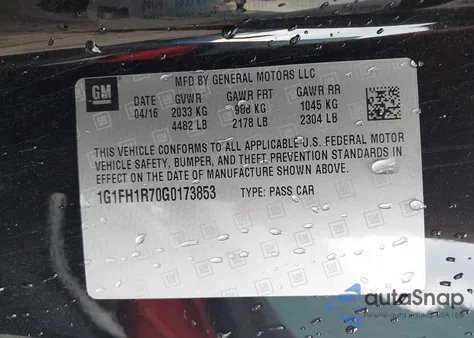 MFD BY GENERAL MOTORS LLC
GM DATE GVWR GAWR FRT GAWR RR
04/16 2033 KG 988 KG 1045 KG
4482 LB 2178 LB 2304 LB
THIS VEHICLE CONFORMS TO ALL APPLICABLE U.S. FEDERAL MOTOR
VEHICLE SAFETY, BUMPER, AND THEFT PREVENTION STANDARDS IN
EFFECT ON THE DATE OF MANUFACTURE SHOWN ABOVE.
1G1FH1R70G0173853 TYPE: PASS CAR
autoSnap